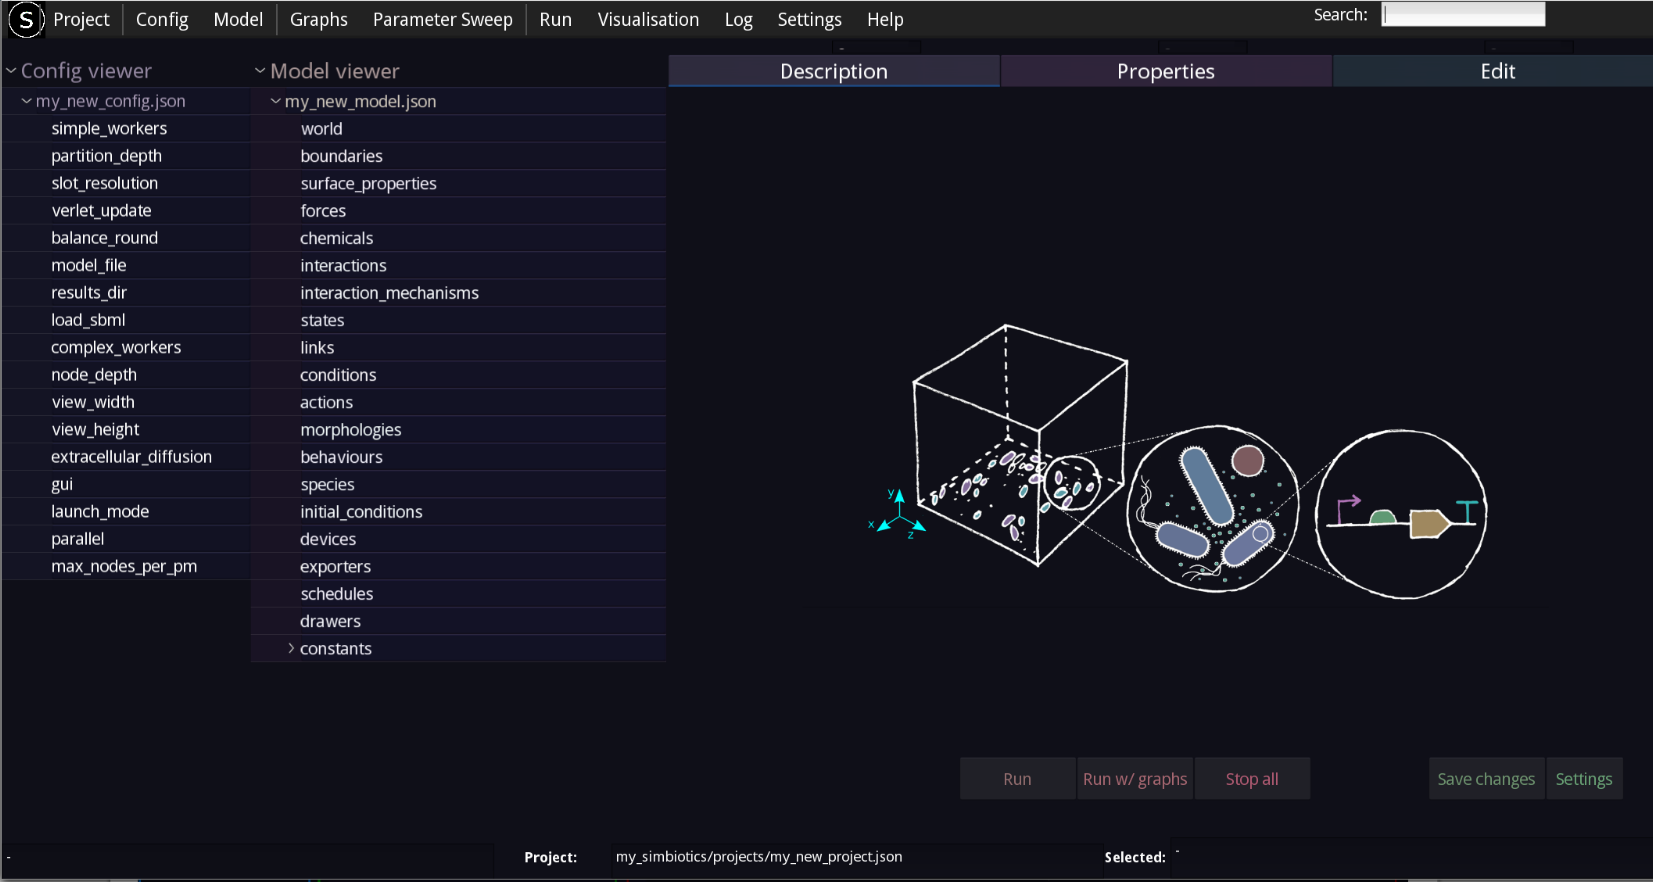 S Project Config Model Graphs Parameter Sweep Run Visualisation Log Settings Help Search:
Config viewer
my_new_config.json
simple_workers
partition_depth
slot_resolution
verlet_update
balance_round
model_file
results_dir
load_sbml
complex_workers
node_depth
view_width
view_height
extracellular_diffusion
gui
launch_mode
parallel
max_nodes_per_pm
Model viewer
my_new_model.json
world
boundaries
surface_properties
forces
chemicals
interactions
interaction_mechanisms
states
links
conditions
actions
morphologies
behaviours
species
initial_conditions
devices
exporters
schedules
drawers
constants
- - -
Description Properties Edit
y
x
z
Run Run w/ graphs Stop all Save changes Settings
- Project: my_simbiotics/projects/my_new_project.json Selected: -